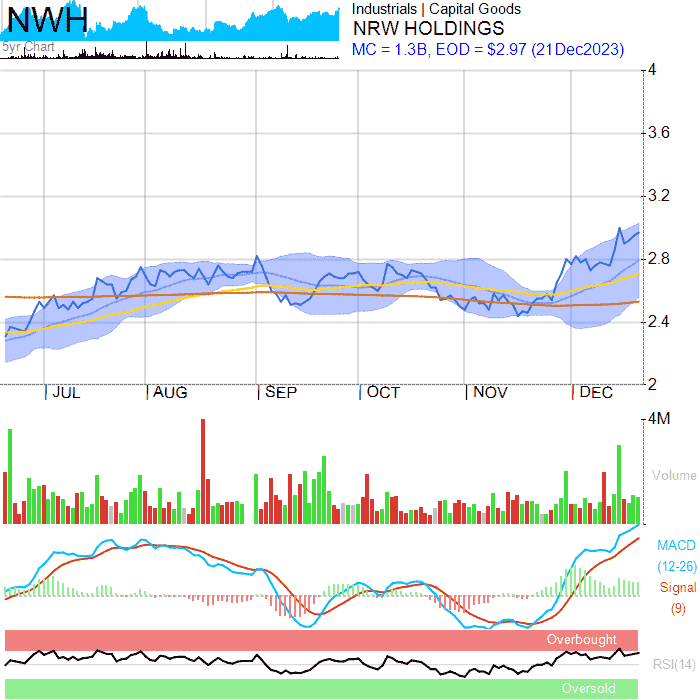 NWH
5yr Chart
Industrials | Capital Goods
NRW HOLDINGS
MC = 1.3B, EOD = $2.97 (21Dec2023)
4
3.6
3.2
2.8
2.4
2
JUL AUG SEP OCT NOV DEC
4M
Volume
MACD
(12-26)
Signal
(9)
Overbought
RSI(14)
Oversold